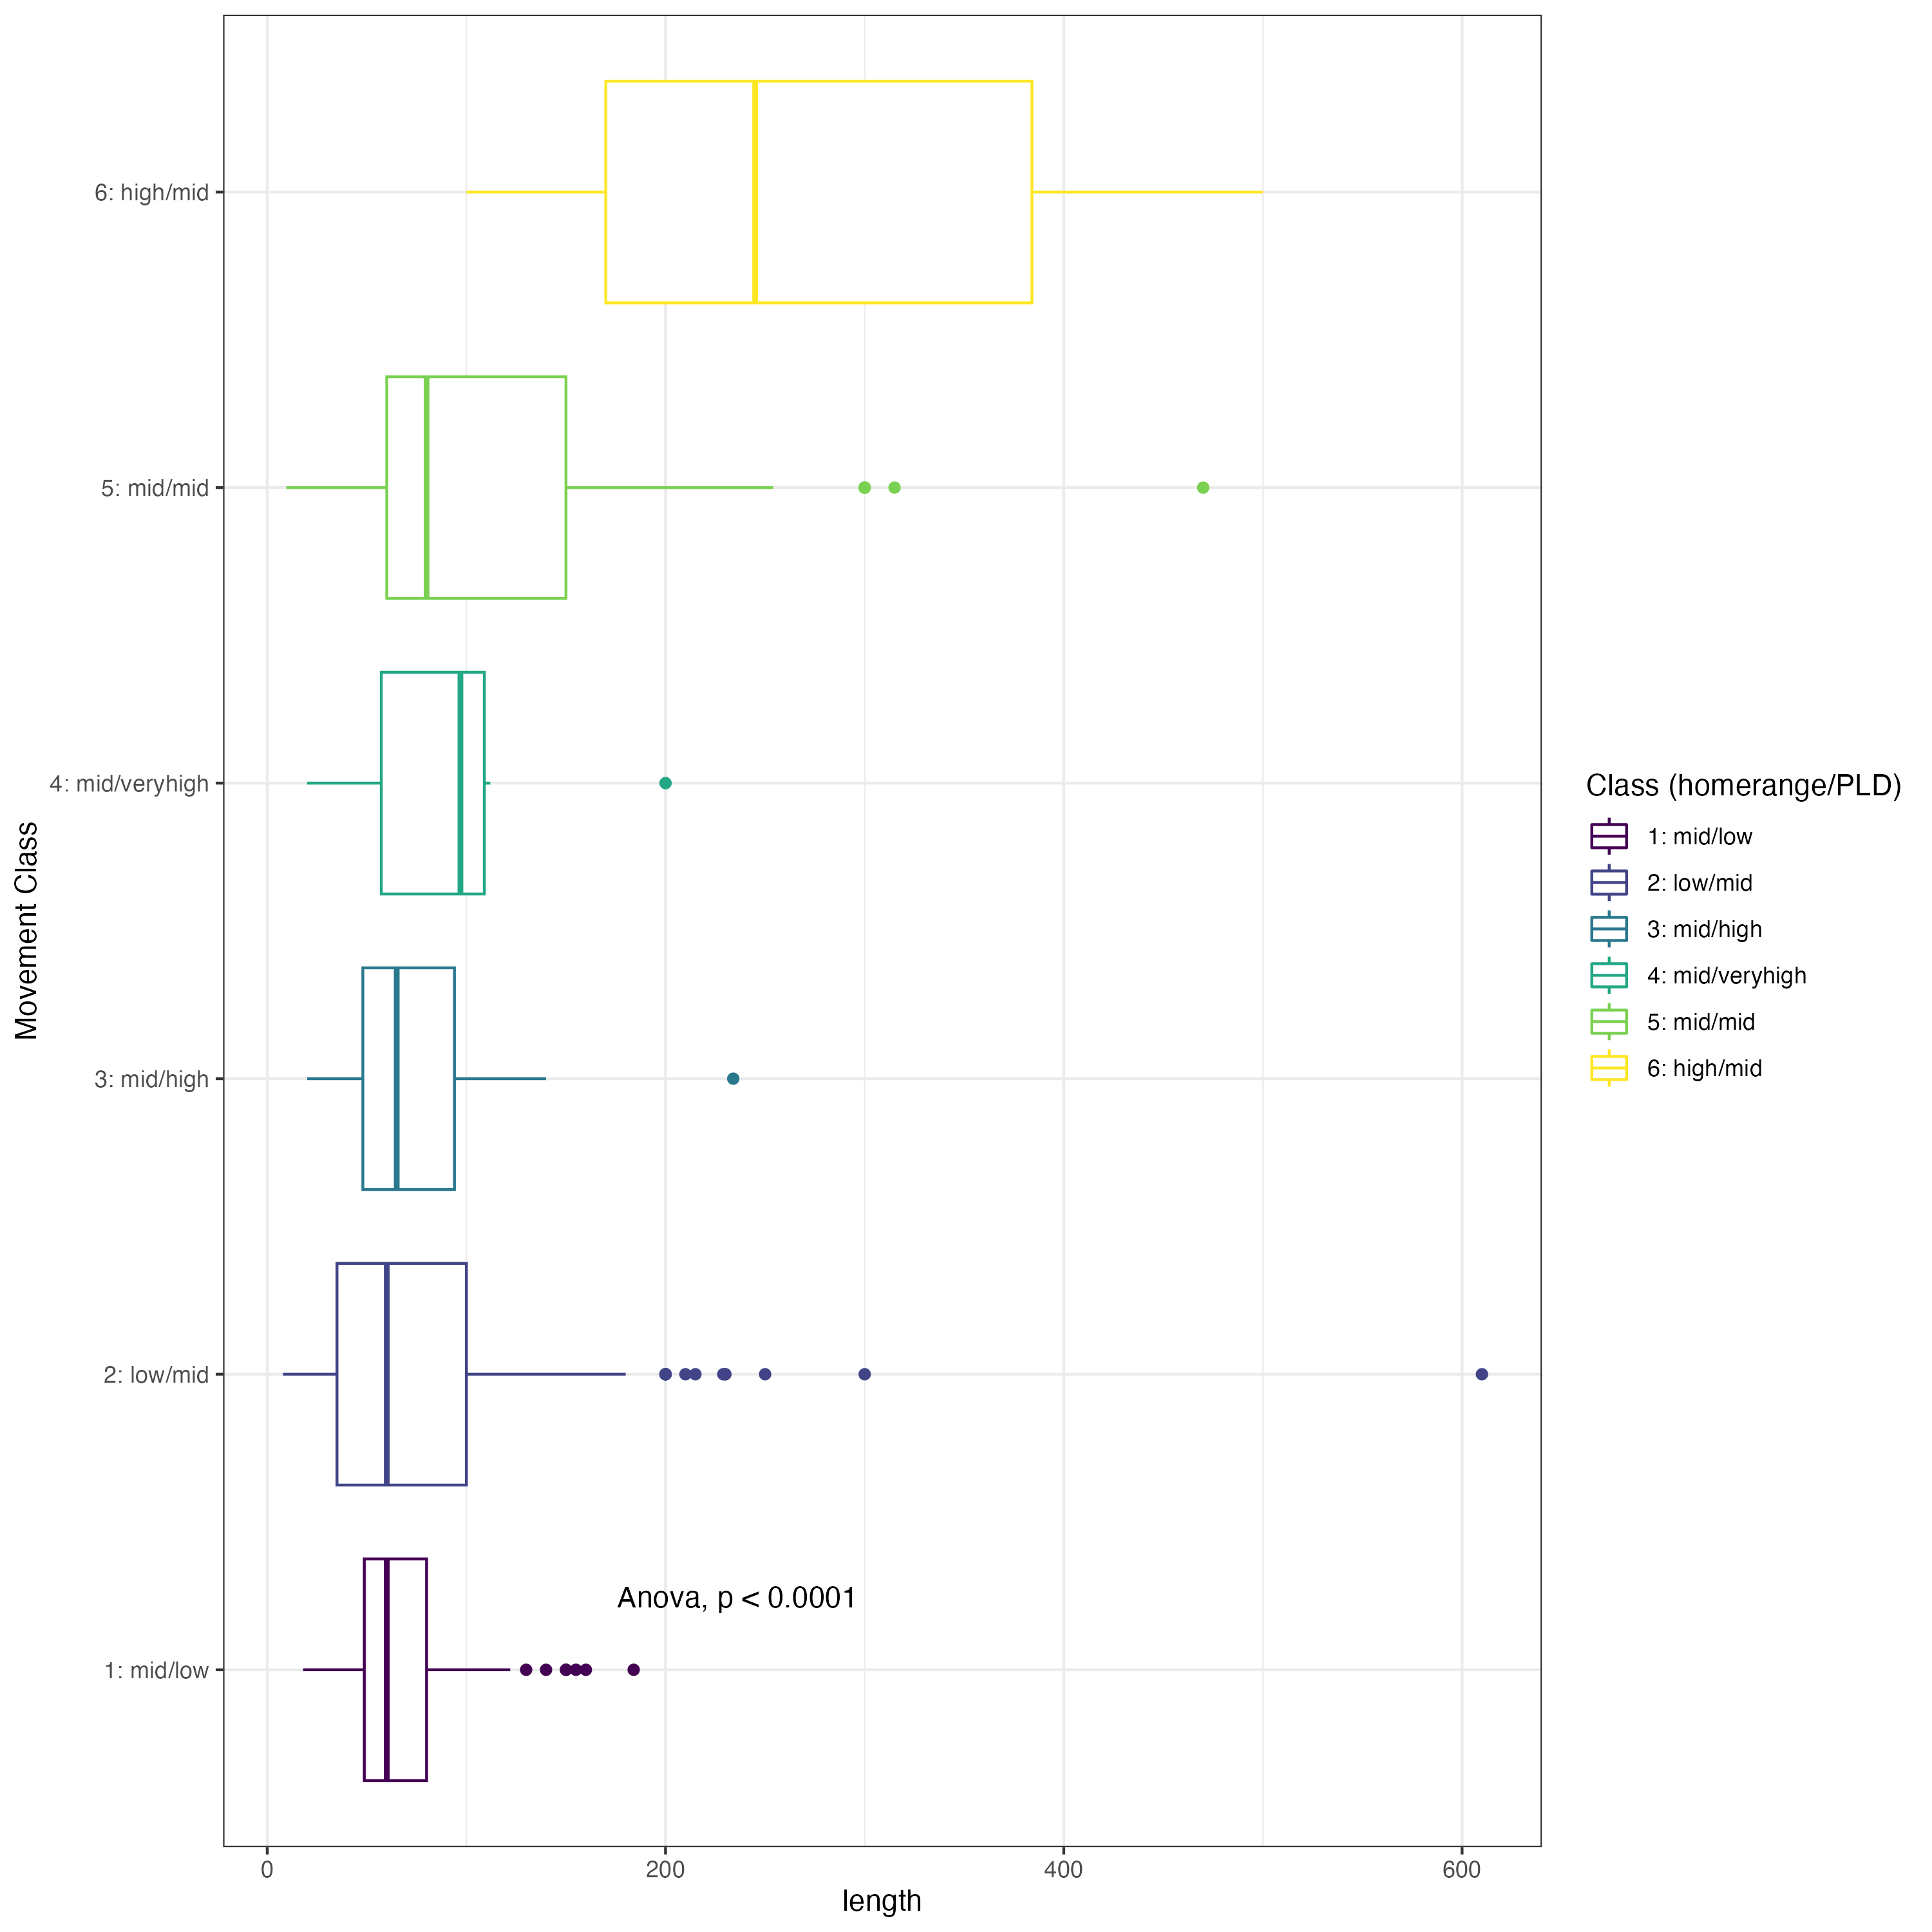 6: high/mid
5: mid/mid
4: mid/veryhigh
3: mid/high
2: low/mid
1: mid/low
Movement Class
Anova, p < 0.0001
0 200 400 600
length
Class (homerange/PLD)
1: mid/low
2: low/mid
3: mid/high
4: mid/veryhigh
5: mid/mid
6: high/mid